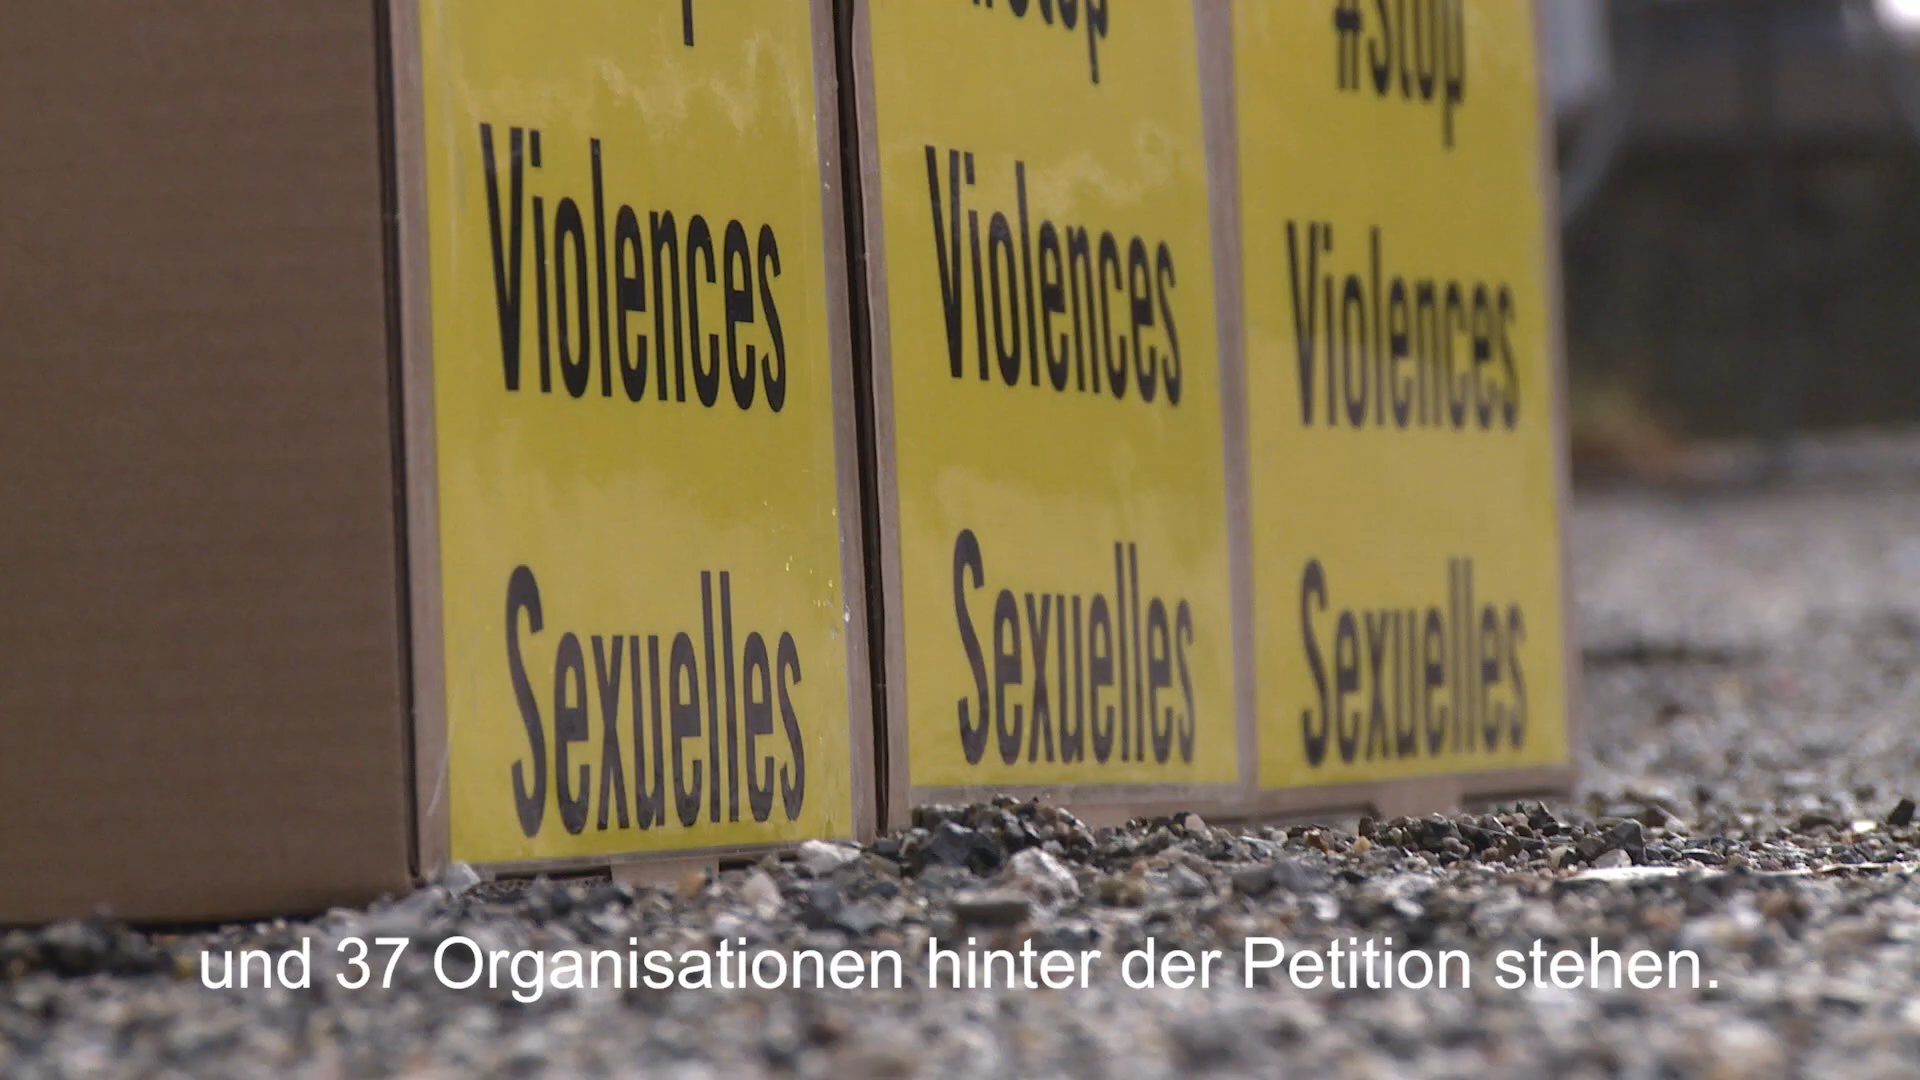 #Stop
Violences
Sexuelles
Violences
Sexuelles
#Stop
Violences
Sexuelles
und 37 Organisationen hinter der Petition stehen.